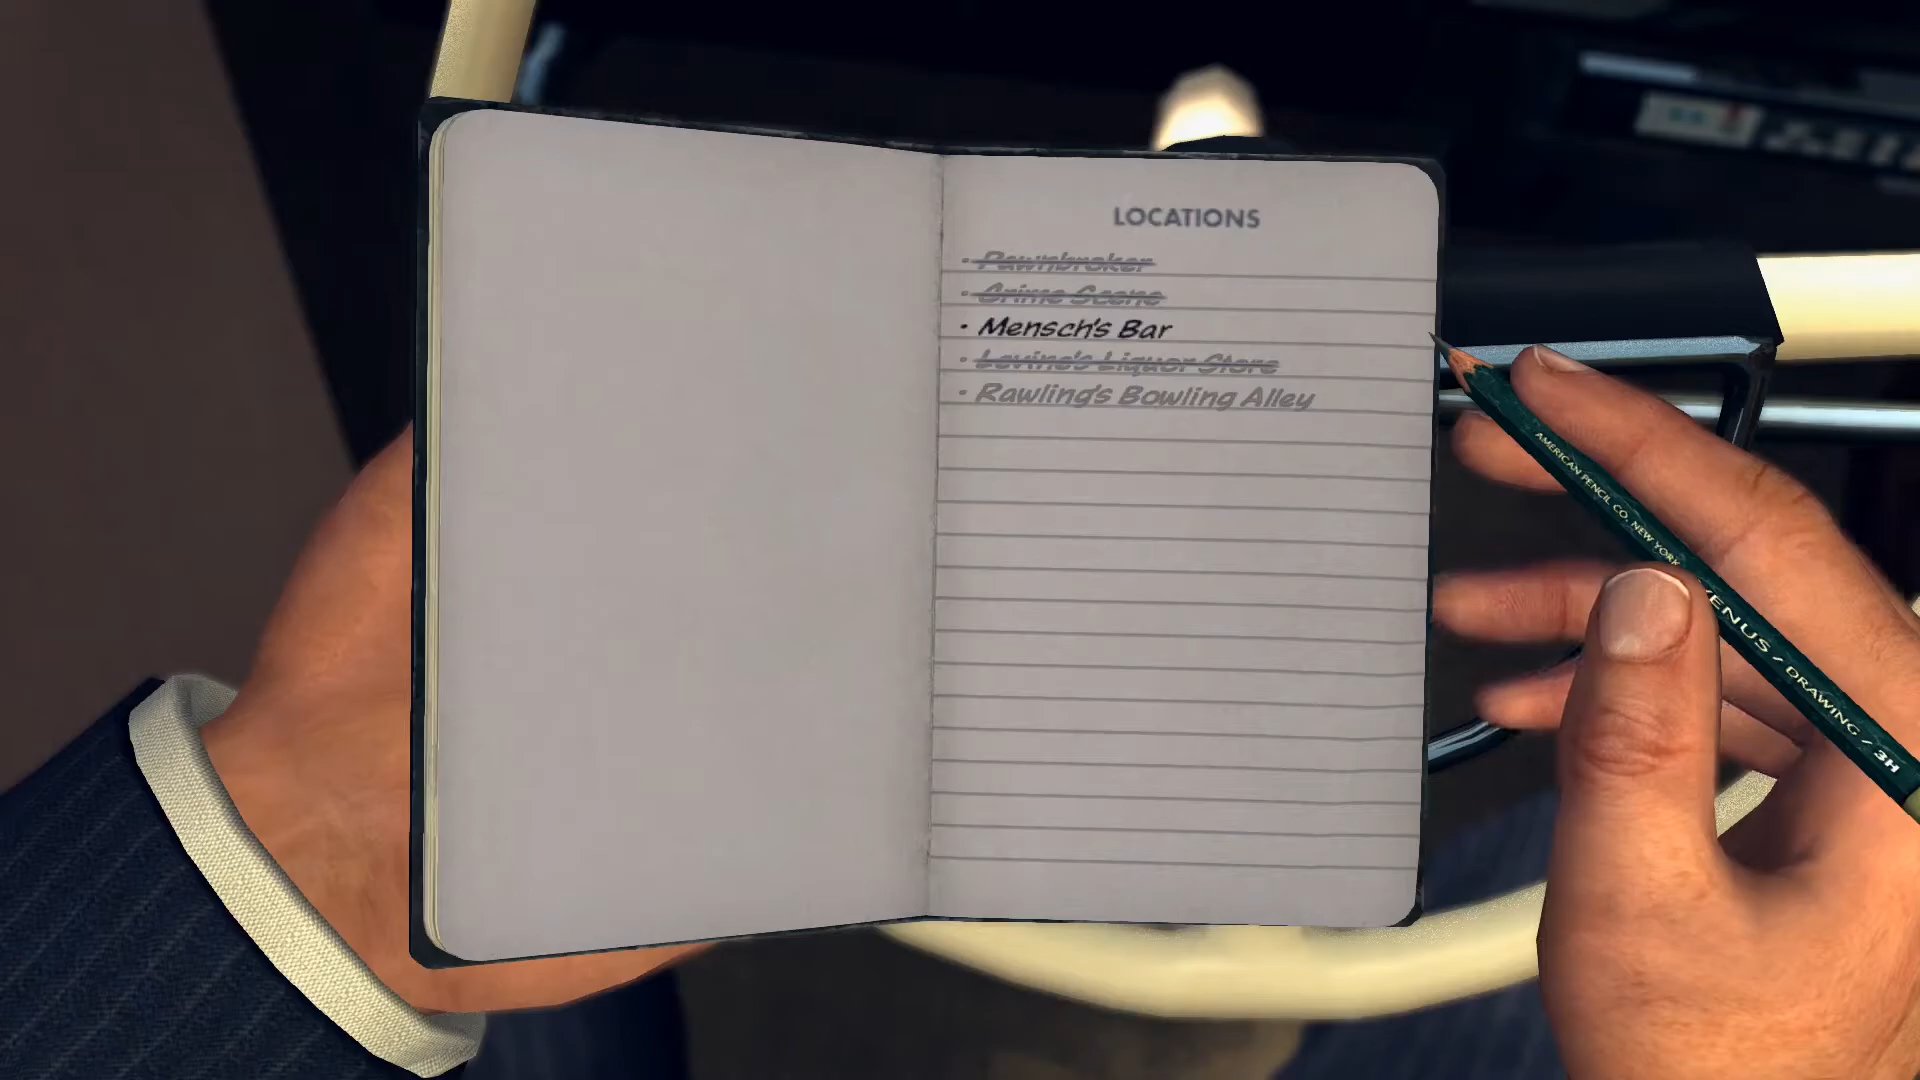 LOCATIONS
· Pawnbroker
· Crime Scene
· Mensch's Bar
· Levine's Liquor Store
· Rawling's Bowling Alley
AMERICAN PENCIL CO. NEW YORK
VENUS / DRAWING / 3H